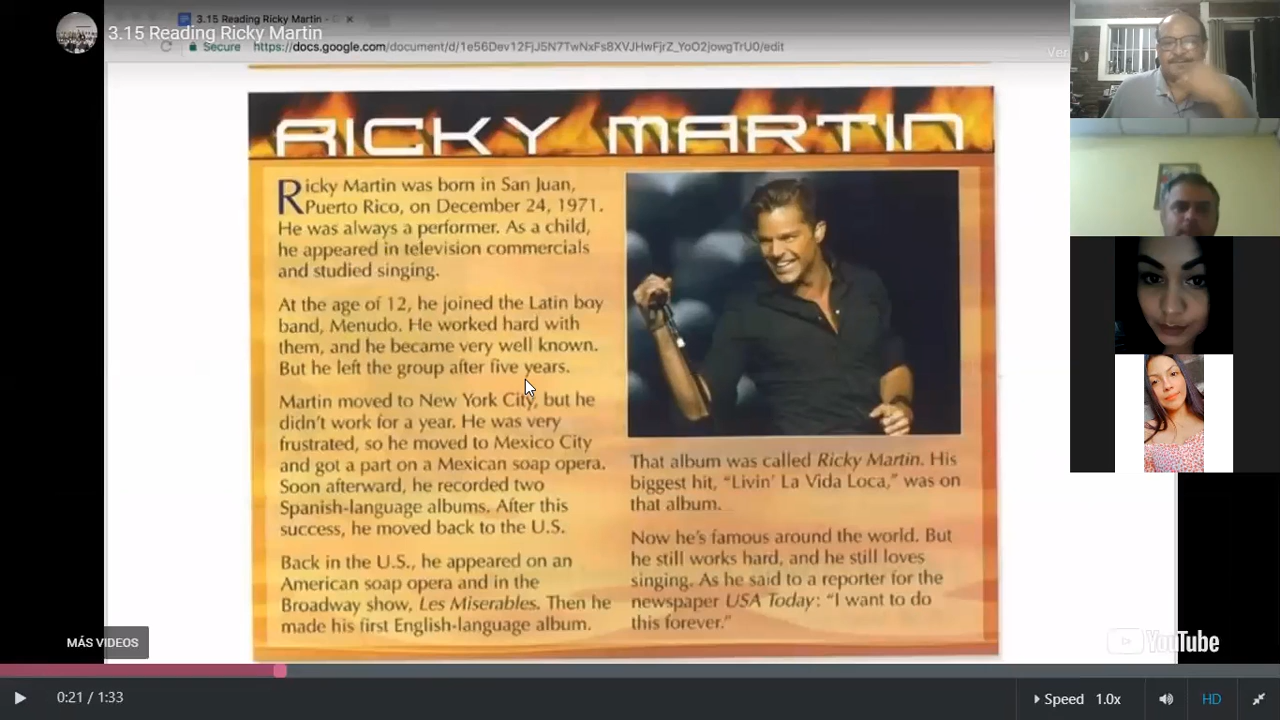 3.15 Reading Ricky Martin -
3.15 Reading Ricky Martin
Secure
https://docs.google.com/document/d/1e56Dev12FjJ5N7TwNxFs8XVJHwFjrZ_YoO2jowgTrU0/edit
RICKY MARTIN
Ricky Martin was born in San Juan,
Puerto Rico, on December 24, 1971.
He was always a performer. As a child,
he appeared in television commercials
and studied singing.
At the age of 12, he joined the Latin boy
band, Menudo. He worked hard with
them, and he became very well known.
But he left the group after five years.
Martin moved to New York City, but he
didn't work for a year. He was very
frustrated, so he moved to Mexico City
and got a part on a Mexican soap opera.
Soon afterward, he recorded two
Spanish-language albums. After this
success, he moved back to the U.S.
Back in the U.S., he appeared on an
American soap opera and in the
Broadway show, Les Miserables. Then he
made his first English-language album.
That album was called Ricky Martin. His
biggest hit, “Livin' La Vida Loca,” was on
that album.
Now he's famous around the world. But
he still works hard, and he still loves
singing. As he said to a reporter for the
newspaper USA Today: “I want to do
this forever.”
MÁS VIDEOS
YouTube
0:21 / 1:33
Speed 1.0x
HD